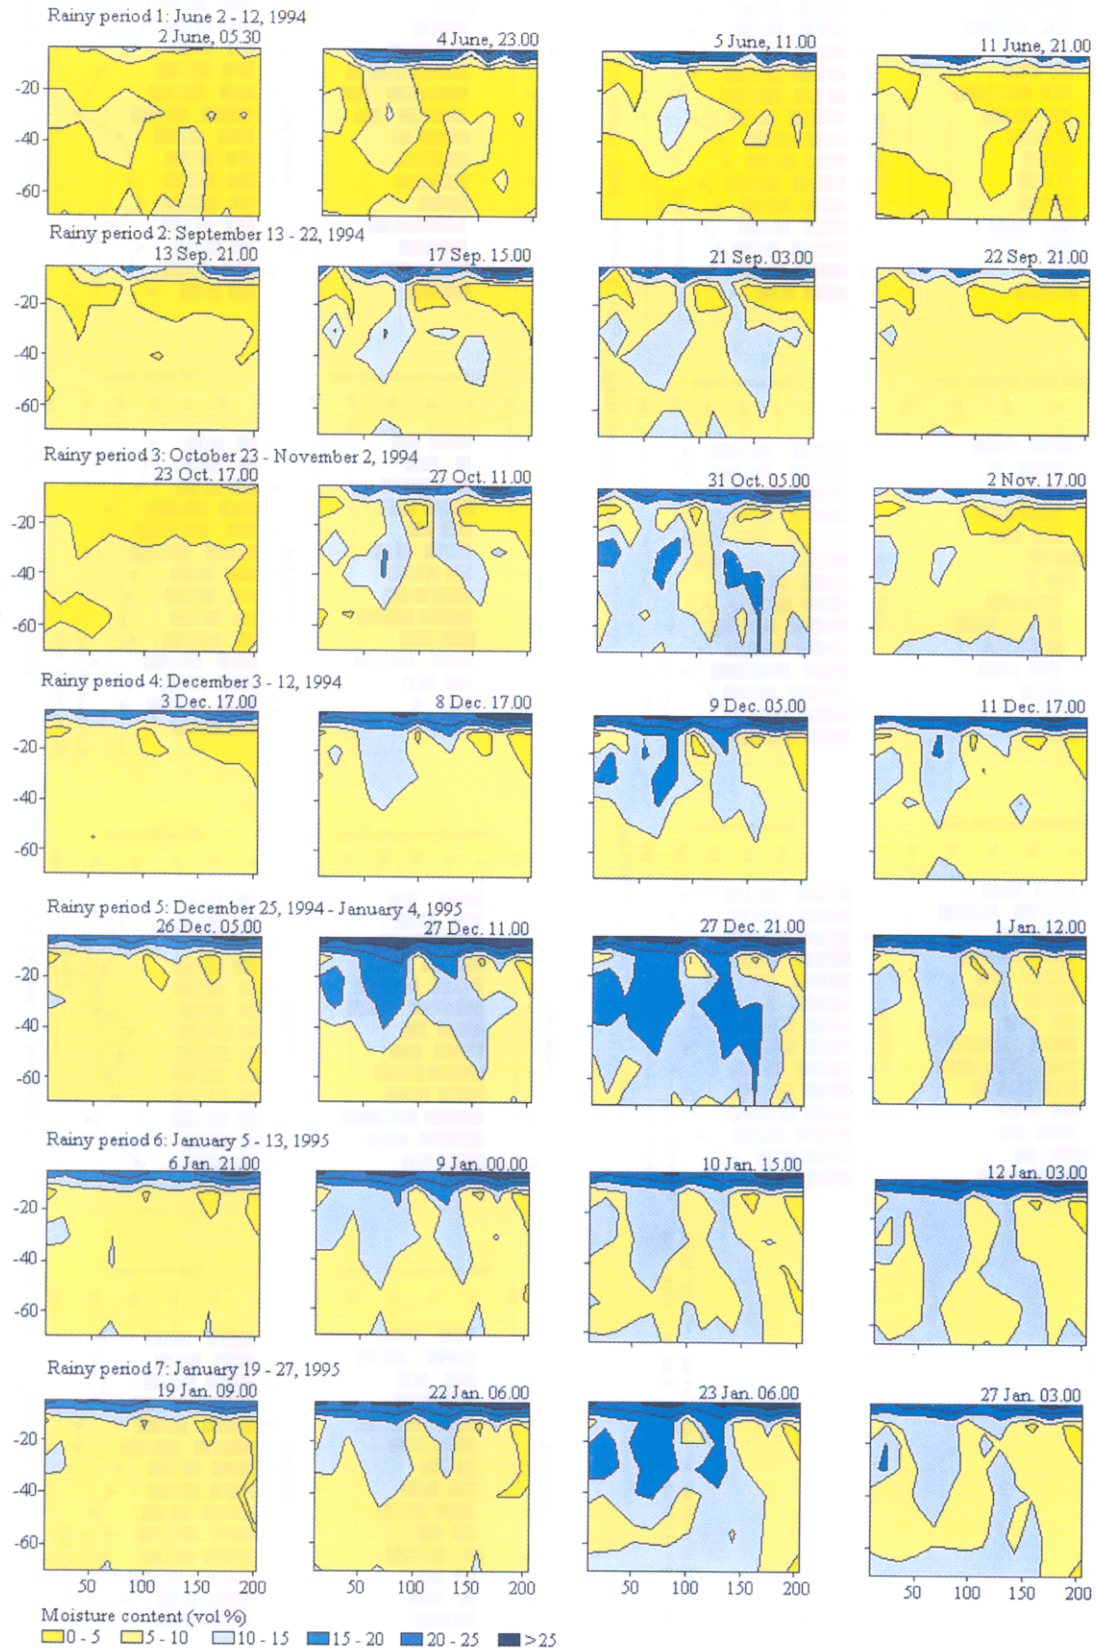 Rainy period 1: June 2 - 12, 1994
2 June, 05.30 4 June, 23.00 5 June, 11.00 11 June, 21.00
-20
-40
-60
Rainy period 2: September 13 - 22, 1994
13 Sep. 21.00 17 Sep. 15.00 21 Sep. 03.00 22 Sep. 21.00
-20
-40
-60
Rainy period 3: October 23 - November 2, 1994
23 Oct. 17.00 27 Oct. 11.00 31 Oct. 05.00 2 Nov. 17.00
-20
-40
-60
Rainy period 4: December 3 - 12, 1994
3 Dec. 17.00 8 Dec. 17.00 9 Dec. 05.00 11 Dec. 17.00
-20
-40
-60
Rainy period 5: December 25, 1994 - January 4, 1995
26 Dec. 05.00 27 Dec. 11.00 27 Dec. 21.00 1 Jan. 12.00
-20
-40
-60
Rainy period 6: January 5 - 13, 1995
6 Jan. 21.00 9 Jan. 00.00 10 Jan. 15.00 12 Jan. 03.00
-20
-40
-60
Rainy period 7: January 19 - 27, 1995
19 Jan. 09.00 22 Jan. 06.00 23 Jan. 06.00 27 Jan. 03.00
-20
-40
-60
50 100 150 200 50 100 150 200 50 100 150 200 50 100 150 200
Moisture content (vol %)
0 - 5 5 - 10 10 - 15 15 - 20 20 - 25 >25